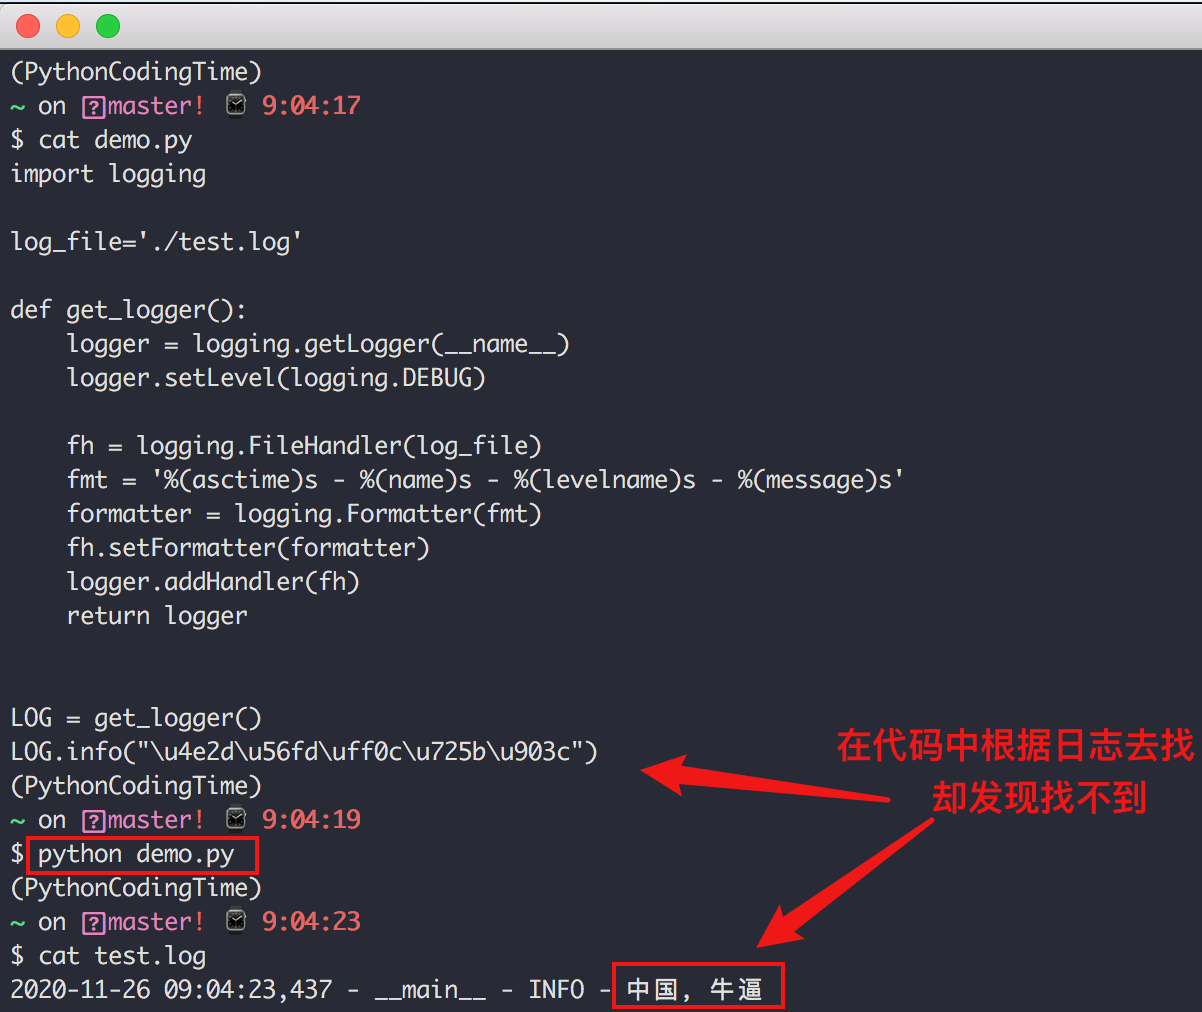 (PythonCodingTime)
~ on ?master! 9:04:17
$ cat demo.py
import logging
log_file='./test.log'
def get_logger():
    logger = logging.getLogger(__name__)
    logger.setLevel(logging.DEBUG)
    fh = logging.FileHandler(log_file)
    fmt = '%(asctime)s - %(name)s - %(levelname)s - %(message)s'
    formatter = logging.Formatter(fmt)
    fh.setFormatter(formatter)
    logger.addHandler(fh)
    return logger
LOG = get_logger()
LOG.info("\u4e2d\u56fd\uff0c\u725b\u903c")
在代码中根据日志去找
却发现找不到
(PythonCodingTime)
~ on ?master! 9:04:19
$ python demo.py
(PythonCodingTime)
~ on ?master! 9:04:23
$ cat test.log
2020-11-26 09:04:23,437 - __main__ - INFO - 中国，牛逼